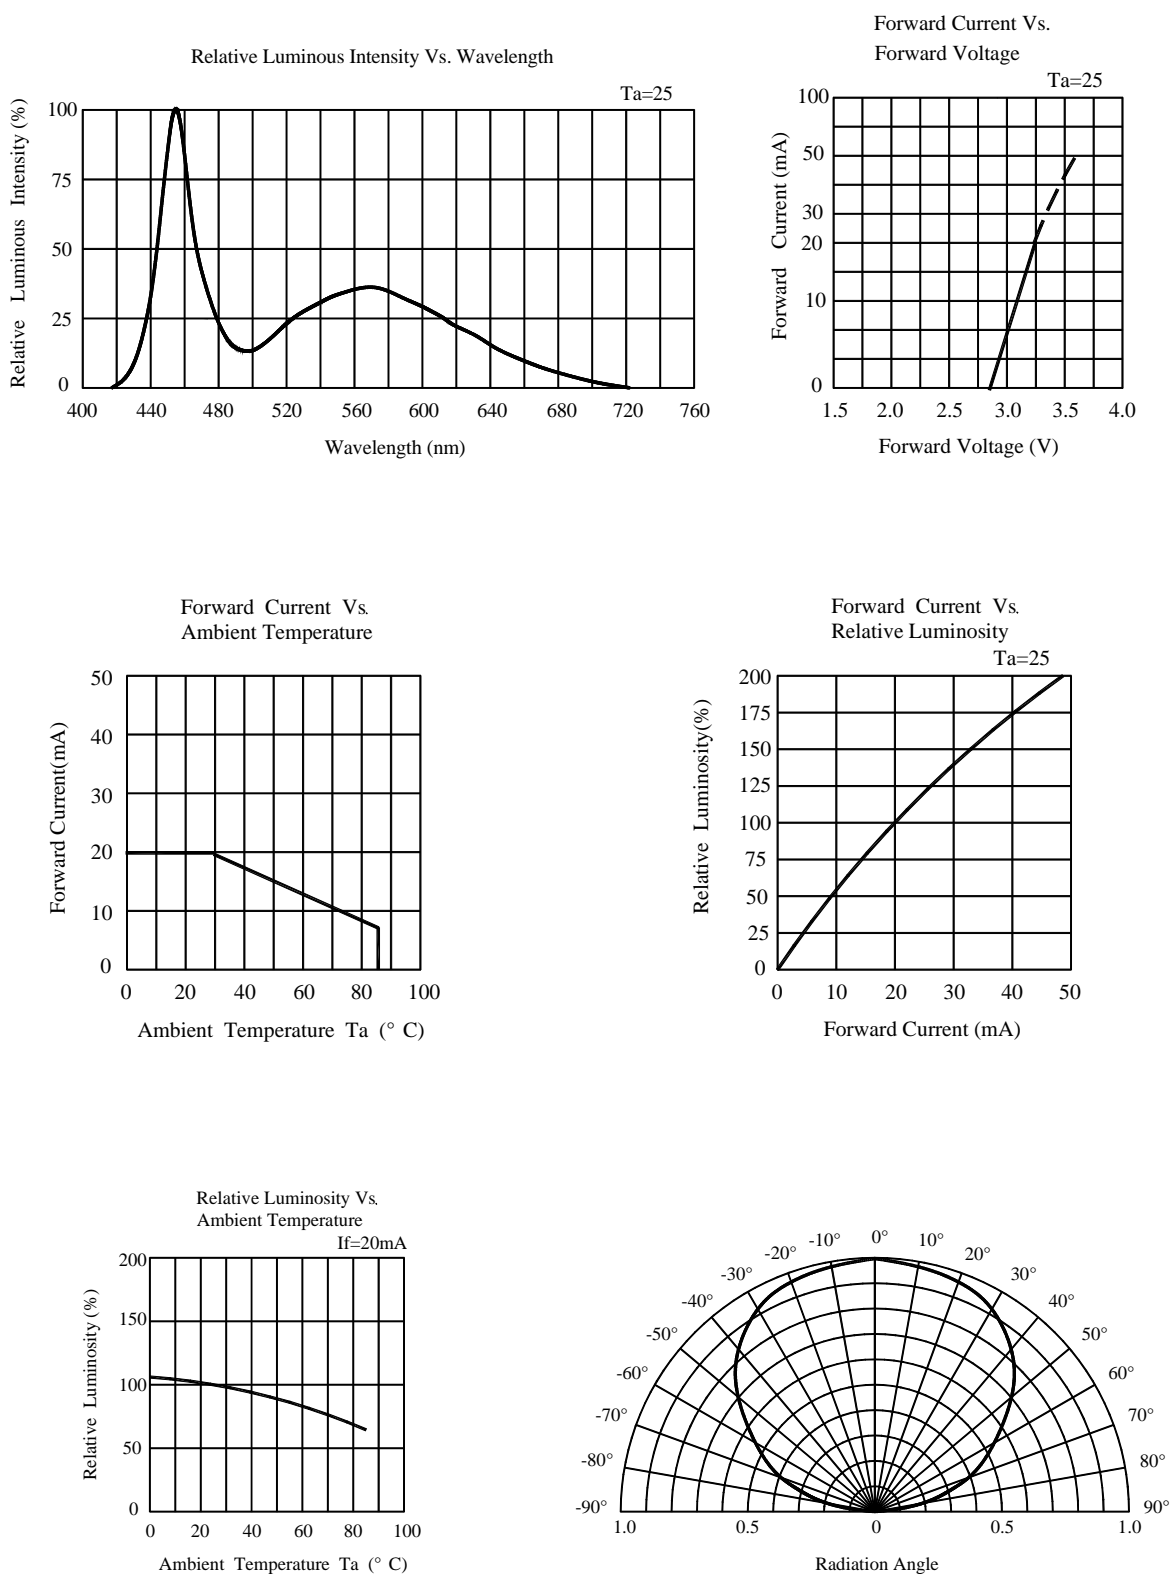 Relative Luminous Intensity Vs. Wavelength
Ta=25
Relative Luminous Intensity (%)
100
75
50
25
0
400 440 480 520 560 600 640 680 720 760
Wavelength (nm)
Forward Current Vs.
Forward Voltage
Ta=25
Forward Current (mA)
100
50
30
20
10
0
1.5 2.0 2.5 3.0 3.5 4.0
Forward Voltage (V)
Forward Current Vs.
Ambient Temperature
Forward Current(mA)
50
40
30
20
10
0
0 20 40 60 80 100
Ambient Temperature Ta (° C)
Forward Current Vs.
Relative Luminosity
Ta=25
Relative Luminosity(%)
200
175
150
125
100
75
50
25
0
0 10 20 30 40 50
Forward Current (mA)
Relative Luminosity Vs.
Ambient Temperature
If=20mA
Relative Luminosity (%)
200
150
100
50
0
0 20 40 60 80 100
Ambient Temperature Ta (° C)
-90° -80° -70° -60° -50° -40° -30° -20° -10° 0° 10° 20° 30° 40° 50° 60° 70° 80° 90°
1.0 0.5 0 0.5 1.0
Radiation Angle